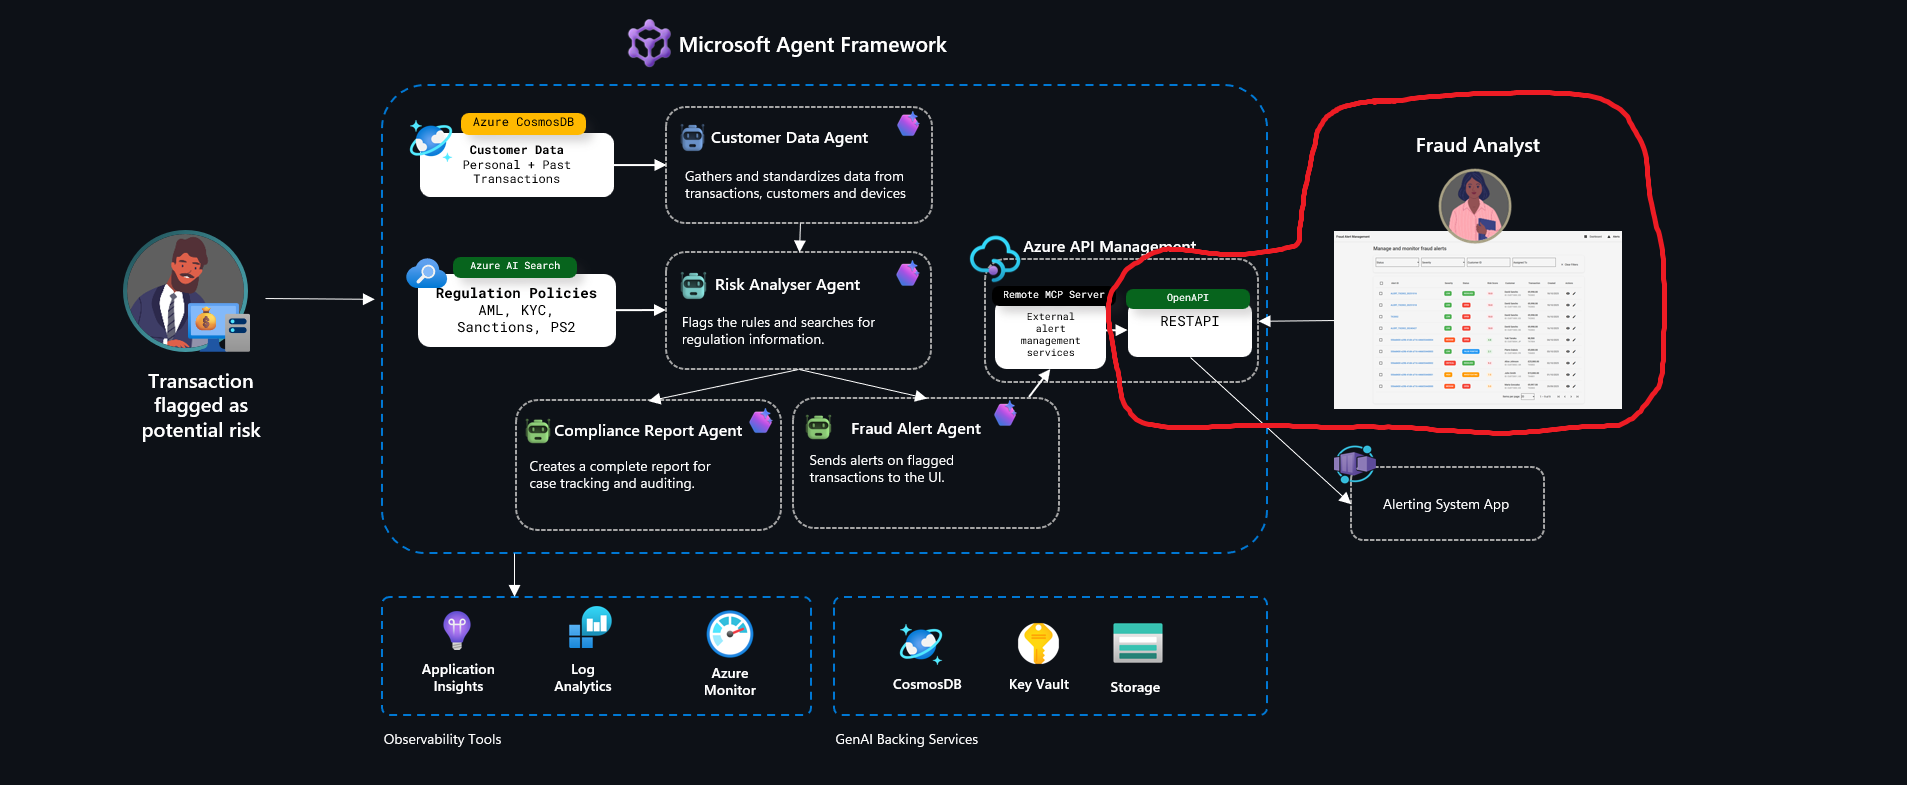 Microsoft Agent Framework
Azure CosmosDB
Customer Data
Personal + Past
Transactions
Customer Data Agent
Gathers and standardizes data from
transactions, customers and devices
Azure AI Search
Regulation Policies
AML, KYC,
Sanctions, PS2
Risk Analyser Agent
Flags the rules and searches for
regulation information.
Azure API Management
Remote MCP Server
External
alert
management
services
OpenAPI
RESTAPI
Fraud Analyst
Fraud Alert Management
Manage and monitor fraud alerts
Transaction
flagged as
potential risk
Compliance Report Agent
Creates a complete report for
case tracking and auditing.
Fraud Alert Agent
Sends alerts on flagged
transactions to the UI.
Alerting System App
Application
Insights
Log
Analytics
Azure
Monitor
CosmosDB
Key Vault
Storage
Observability Tools
GenAI Backing Services